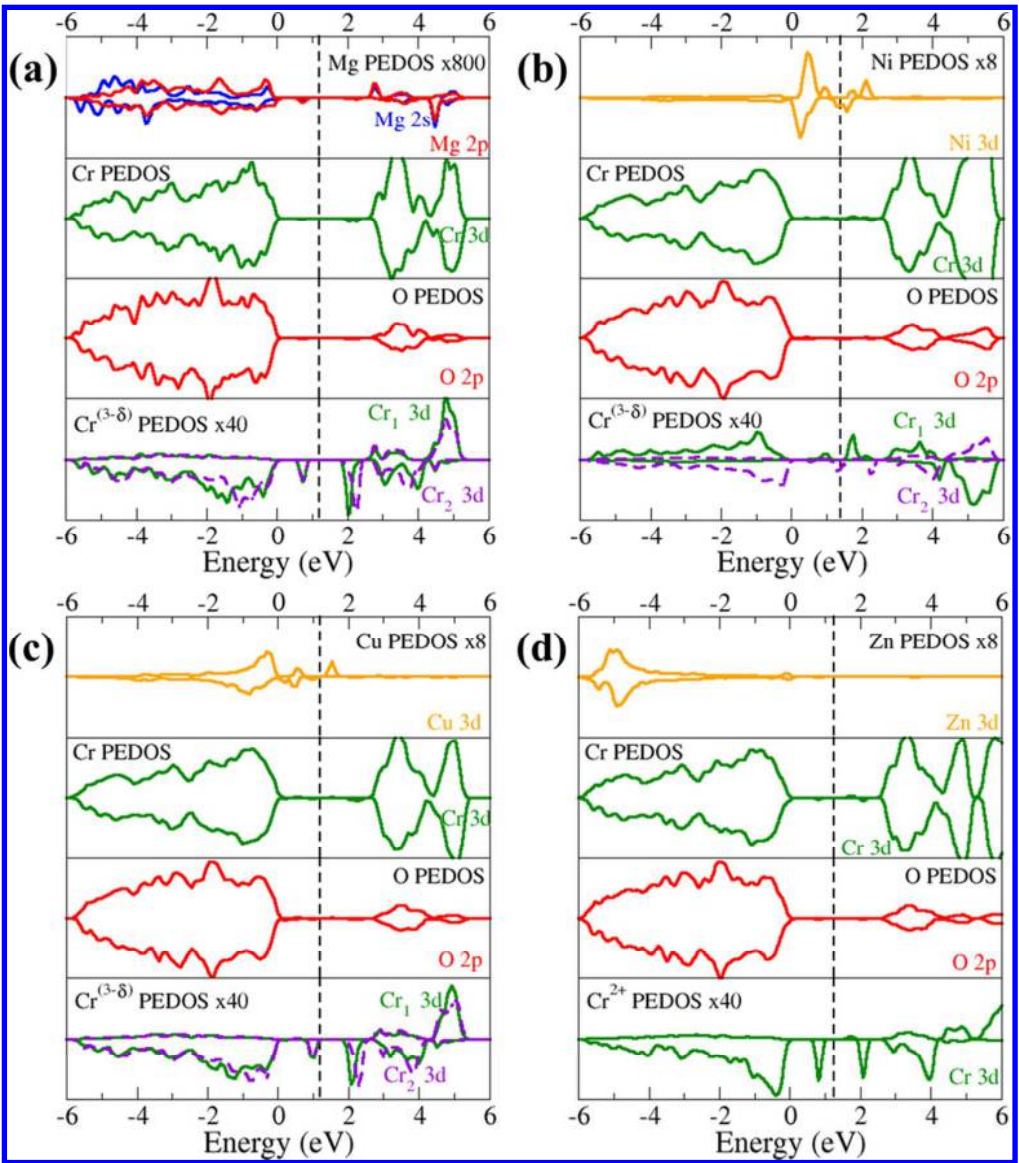 -6 -4 -2 0 2 4 6
(a)
Mg PEDOS x800
Mg 2s
Mg 2p
Cr PEDOS
Cr 3d
O PEDOS
O 2p
Cr(3-δ) PEDOS x40
Cr1 3d
Cr2 3d
-6 -4 -2 0 2 4 6
Energy (eV)
-6 -4 -2 0 2 4 6
(b)
Ni PEDOS x8
Ni 3d
Cr PEDOS
Cr 3d
O PEDOS
O 2p
Cr(3-δ) PEDOS x40
Cr1 3d
Cr2 3d
-6 -4 -2 0 2 4 6
Energy (eV)
-6 -4 -2 0 2 4 6
(c)
Cu PEDOS x8
Cu 3d
Cr PEDOS
Cr 3d
O PEDOS
O 2p
Cr(3-δ) PEDOS x40
Cr1 3d
Cr2 3d
-6 -4 -2 0 2 4 6
Energy (eV)
-6 -4 -2 0 2 4 6
(d)
Zn PEDOS x8
Zn 3d
Cr PEDOS
Cr 3d
O PEDOS
O 2p
Cr2+ PEDOS x40
Cr 3d
-6 -4 -2 0 2 4 6
Energy (eV)